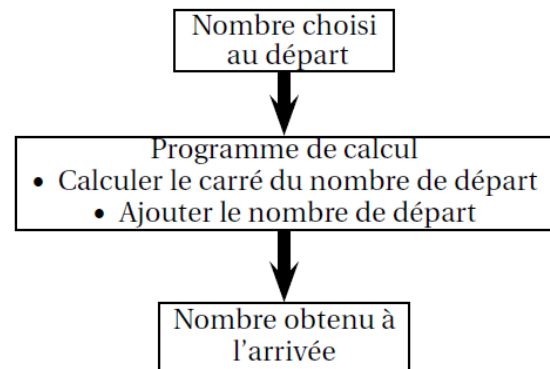 Nombre choisi
au départ
Programme de calcul
• Calculer le carré du nombre de départ
• Ajouter le nombre de départ
Nombre obtenu à
l'arrivée